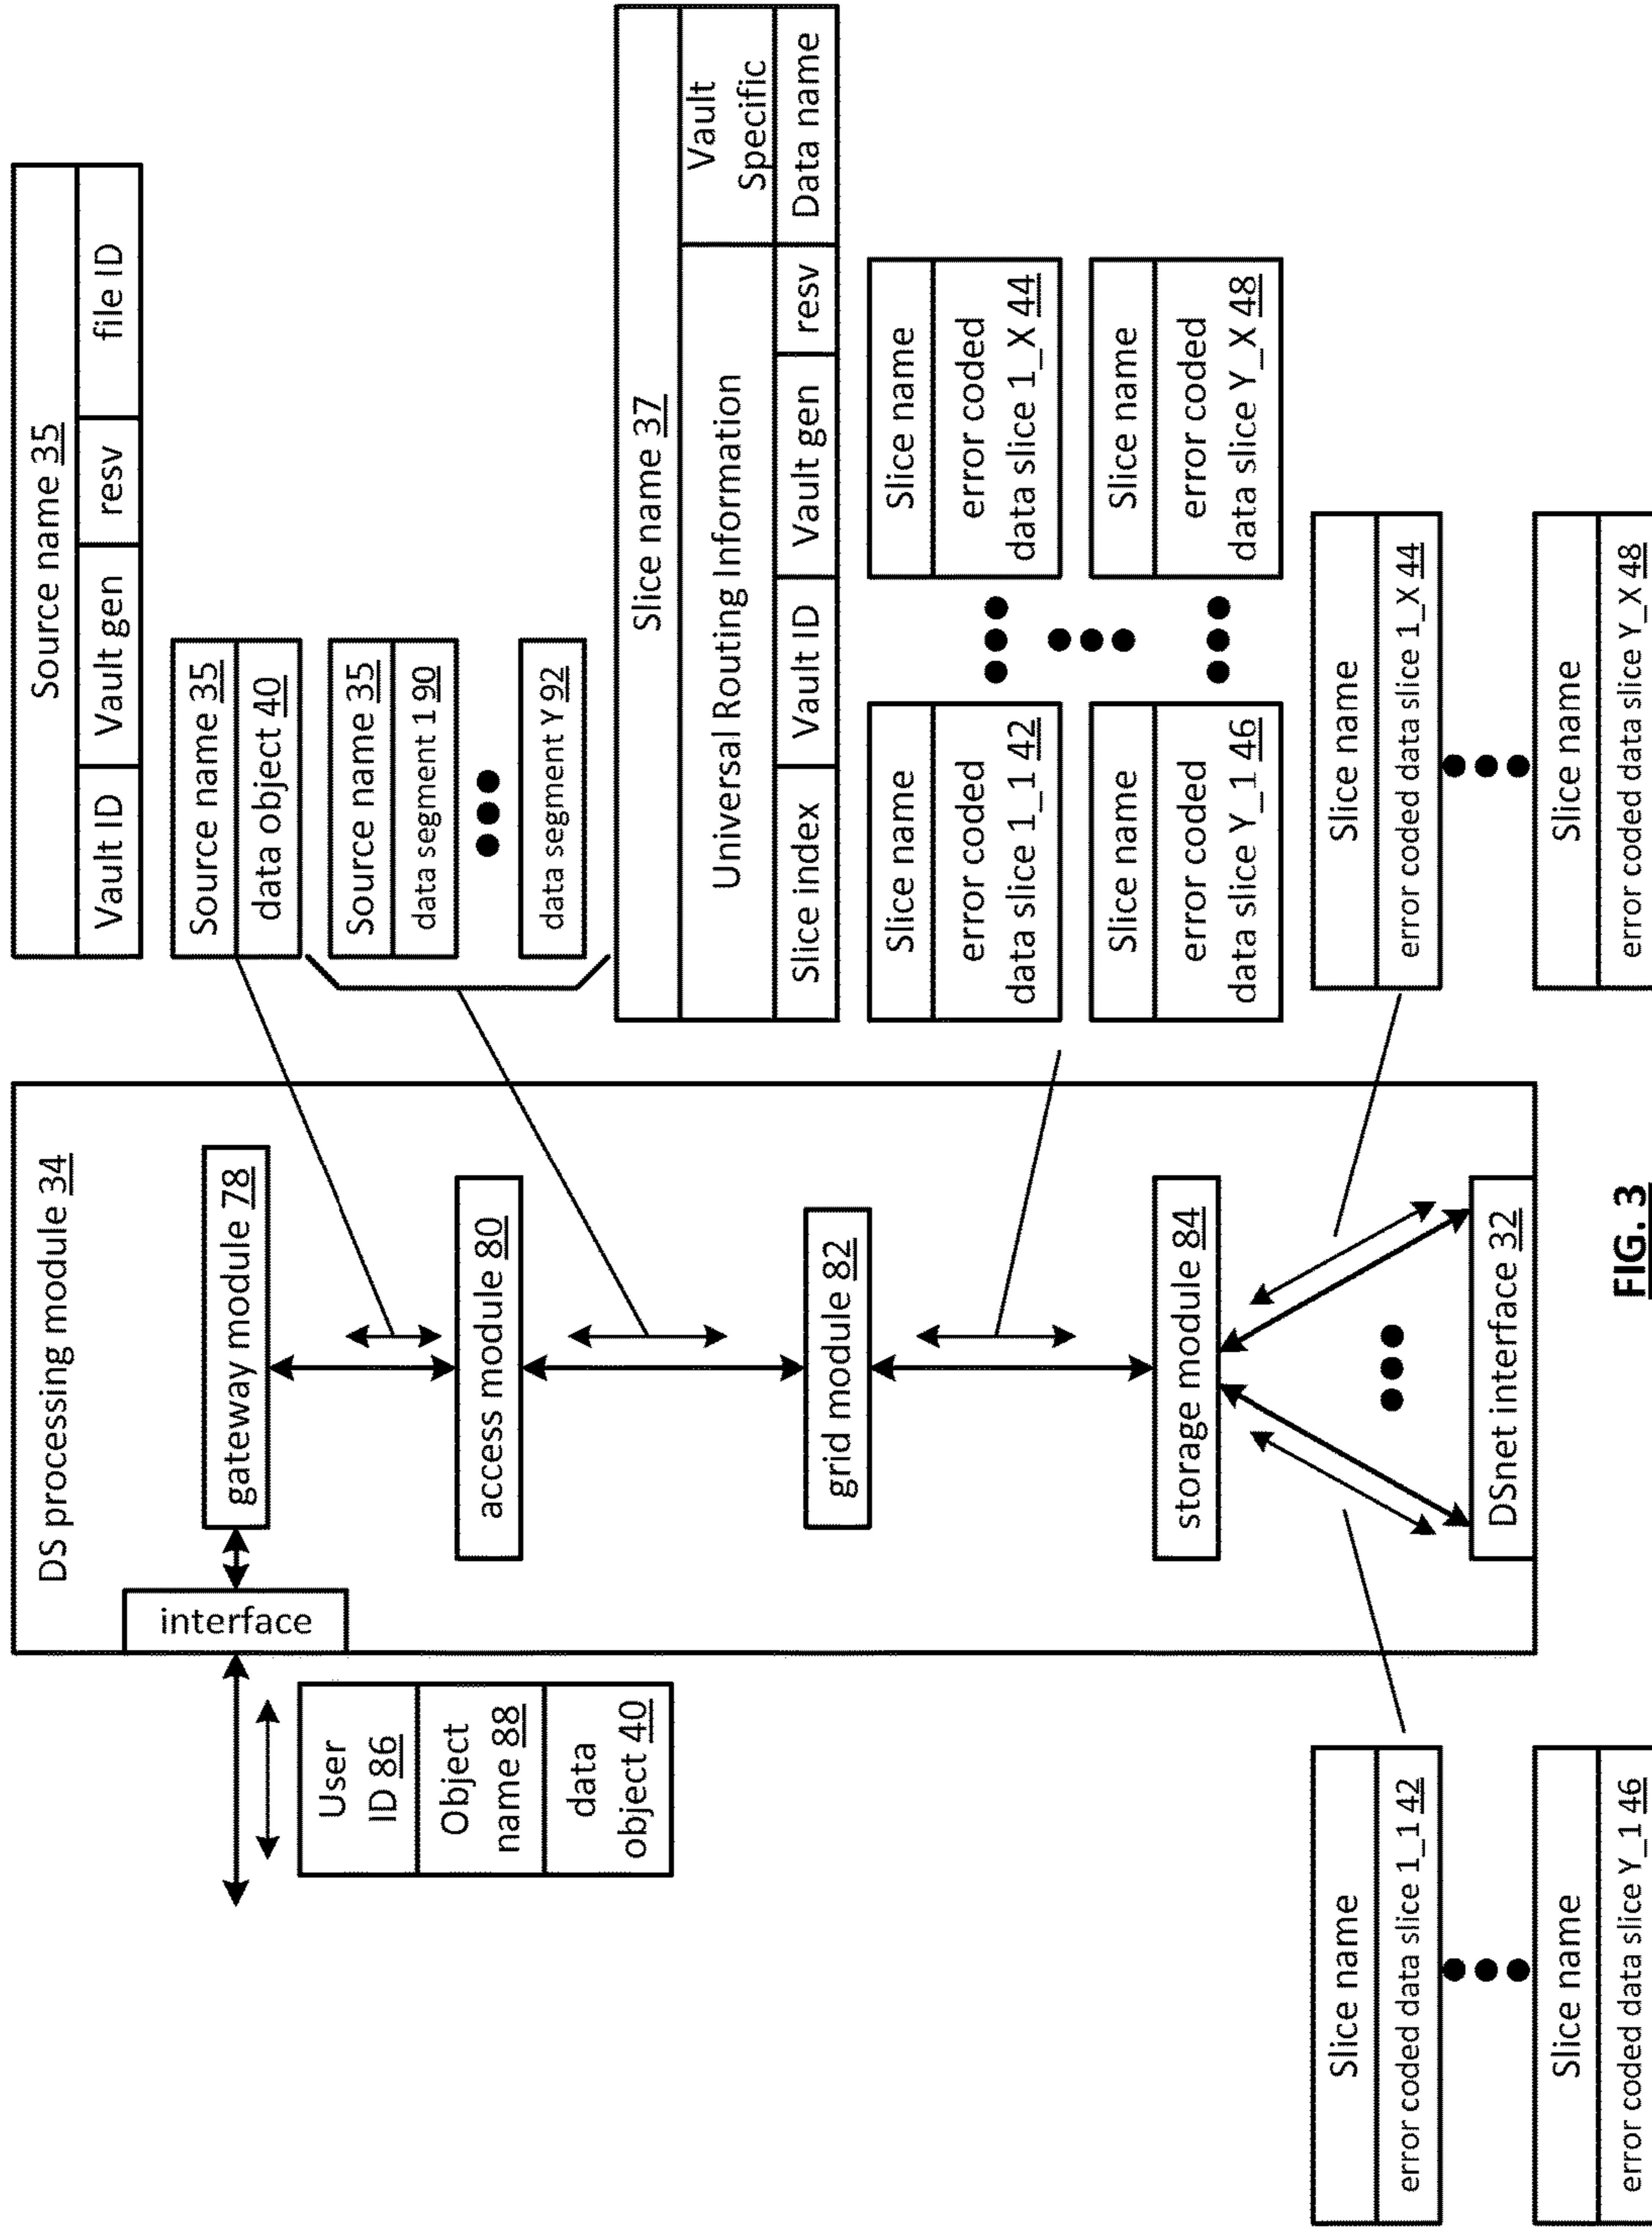 DS processing module 34
interface
gateway module 78
access module 80
grid module 82
storage module 84
DSnet interface 32
User
ID 86
Object
name 88
data
object 40
Source name 35
Vault ID
Vault gen
resv
file ID
Source name 35
data object 40
Source name 35
data segment 1 90
data segment Y 92
Slice name 37
Universal Routing Information
Vault
Specific
Slice index
Vault ID
Vault gen
resv
Data name
Slice name
error coded
data slice 1_1 42
Slice name
error coded
data slice 1_X 44
Slice name
error coded
data slice Y_1 46
Slice name
error coded
data slice Y_X 48
Slice name
error coded data slice 1_1 42
Slice name
error coded data slice Y_1 46
Slice name
error coded data slice 1_X 44
Slice name
error coded data slice Y_X 48
FIG. 3